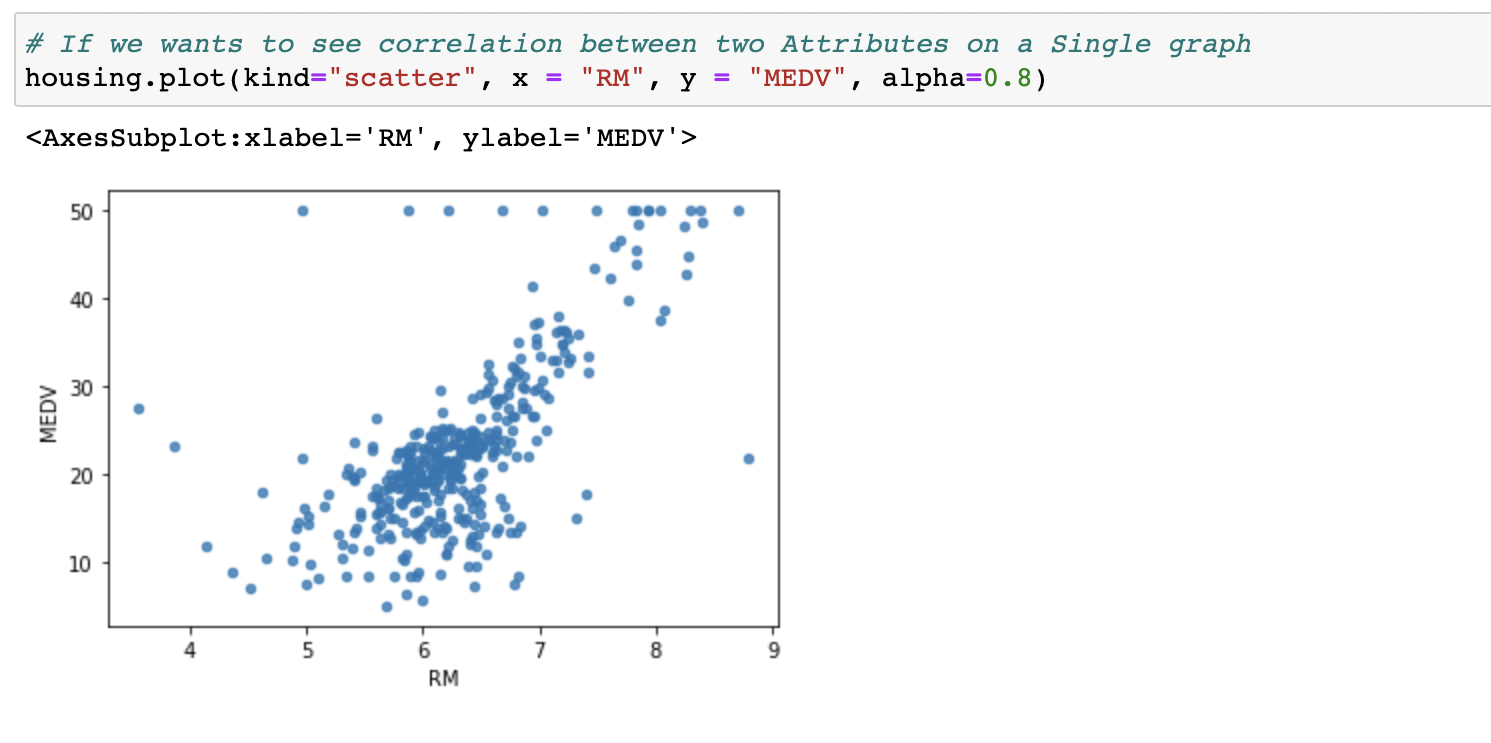 # If we wants to see correlation between two Attributes on a Single graph
housing.plot(kind="scatter", x = "RM", y = "MEDV", alpha=0.8)
<AxesSubplot:xlabel='RM', ylabel='MEDV'>
50
40
30
20
10
MEDV
4 5 6 7 8 9
RM